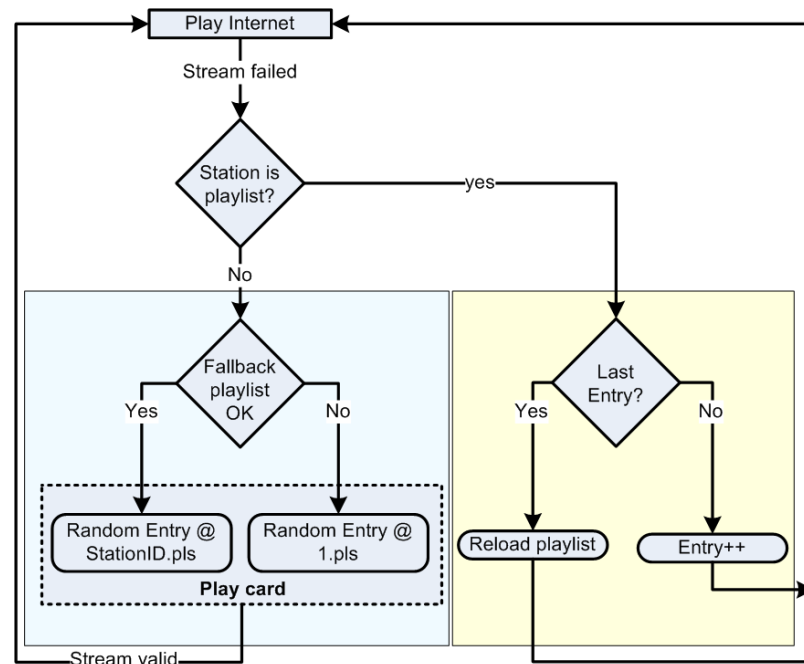 Play Internet
Stream failed
Station is
playlist?
yes
No
Fallback
playlist
OK
Yes
No
Last
Entry?
Yes
No
Random Entry @
StationID.pls
Random Entry @
1.pls
Play card
Reload playlist
Entry++
Stream valid